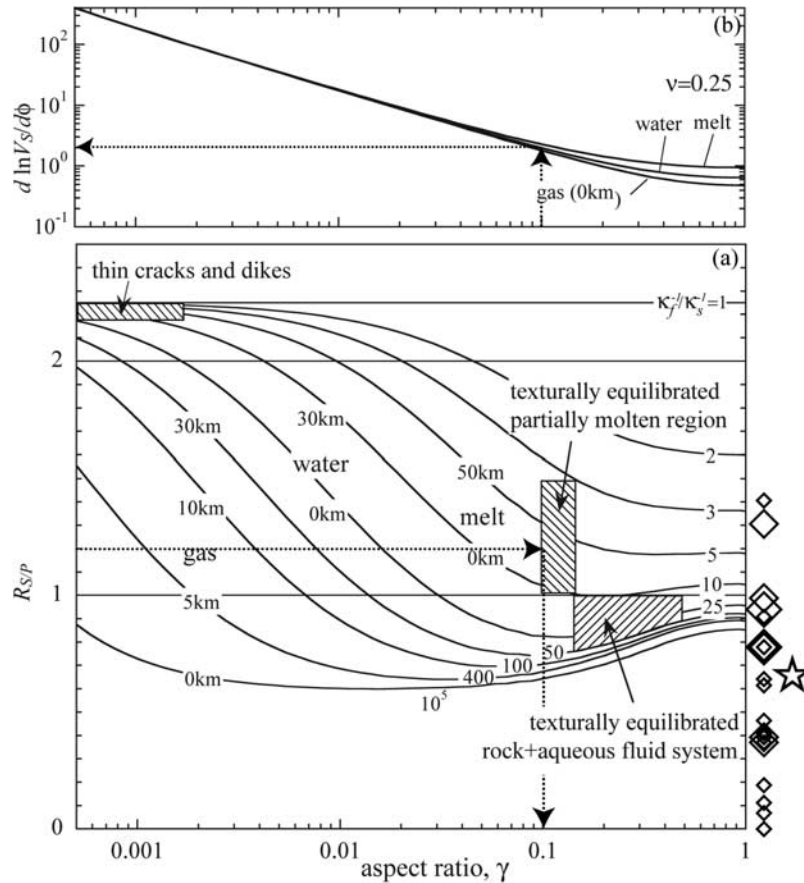 (b)
10²
10¹
10⁰
10⁻¹
d lnV_S/dϕ
ν=0.25
water
melt
gas (0km)
(a)
thin cracks and dikes
κ_f⁻¹/κ_s⁻¹=1
2
1
0
R_{S/P}
texturally equilibrated
partially molten region
30km
30km
water
50km
2
10km
0km
melt
3
gas
0km
5
10
5km
25
50
100
0km
400
10⁵
texturally equilibrated
rock+aqueous fluid system
0.001
0.01
0.1
1
aspect ratio, γ